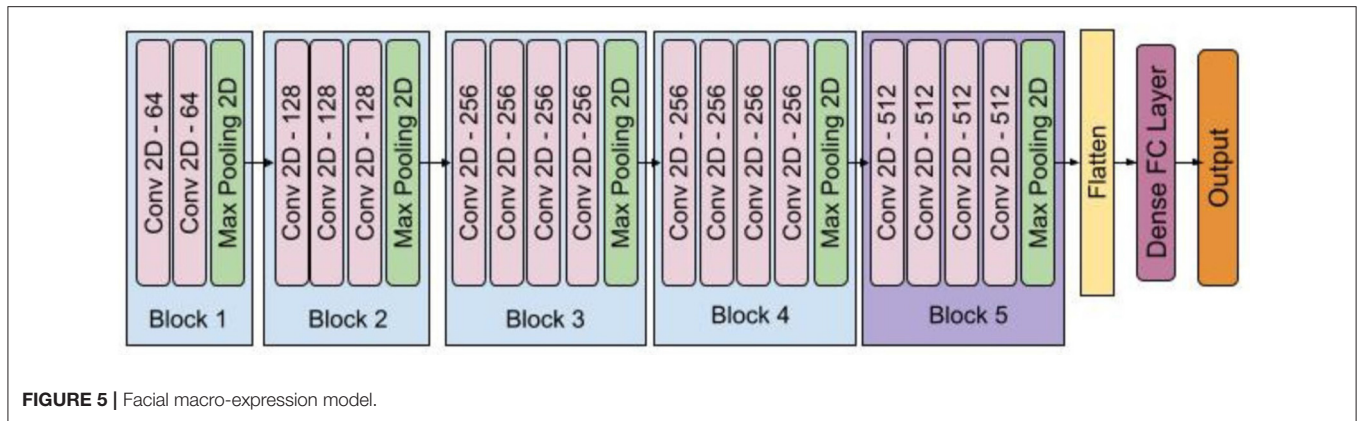 Conv 2D - 64
Conv 2D - 64
Max Pooling 2D
Block 1
Conv 2D - 128
Conv 2D - 128
Conv 2D - 128
Max Pooling 2D
Block 2
Conv 2D - 256
Conv 2D - 256
Conv 2D - 256
Conv 2D - 256
Max Pooling 2D
Block 3
Conv 2D - 256
Conv 2D - 256
Conv 2D - 256
Conv 2D - 256
Max Pooling 2D
Block 4
Conv 2D - 512
Conv 2D - 512
Conv 2D - 512
Conv 2D - 512
Max Pooling 2D
Block 5
Flatten
Dense FC Layer
Output
FIGURE 5 | Facial macro-expression model.